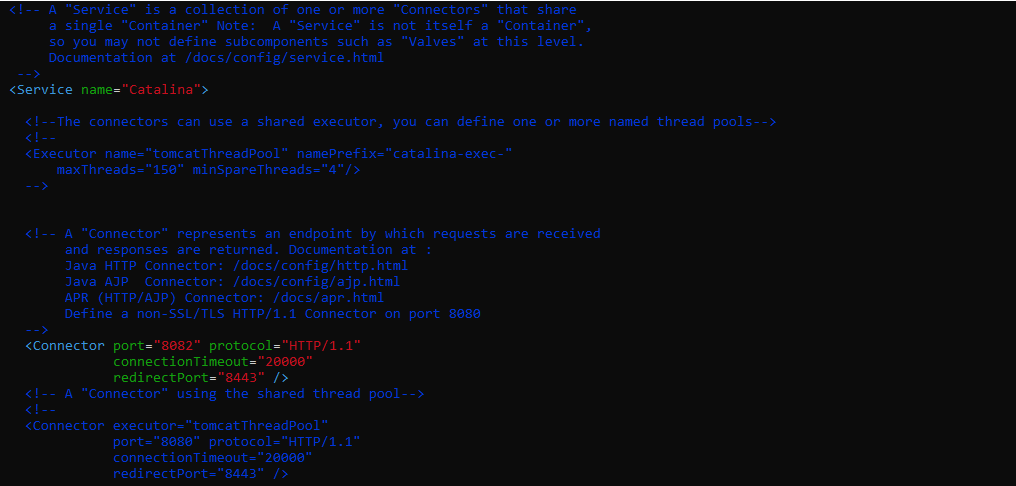 <!-- A "Service" is a collection of one or more "Connectors" that share
a single "Container" Note:  A "Service" is not itself a "Container",
so you may not define subcomponents such as "Valves" at this level.
Documentation at /docs/config/service.html
-->
<Service name="Catalina">
<!--The connectors can use a shared executor, you can define one or more named thread pools-->
<!--
<Executor name="tomcatThreadPool" namePrefix="catalina-exec-"
maxThreads="150" minSpareThreads="4"/>
-->
<!-- A "Connector" represents an endpoint by which requests are received
and responses are returned. Documentation at :
Java HTTP Connector: /docs/config/http.html
Java AJP  Connector: /docs/config/ajp.html
APR (HTTP/AJP) Connector: /docs/apr.html
Define a non-SSL/TLS HTTP/1.1 Connector on port 8080
-->
<Connector port="8082" protocol="HTTP/1.1"
connectionTimeout="20000"
redirectPort="8443" />
<!-- A "Connector" using the shared thread pool-->
<!--
<Connector executor="tomcatThreadPool"
port="8080" protocol="HTTP/1.1"
connectionTimeout="20000"
redirectPort="8443" />